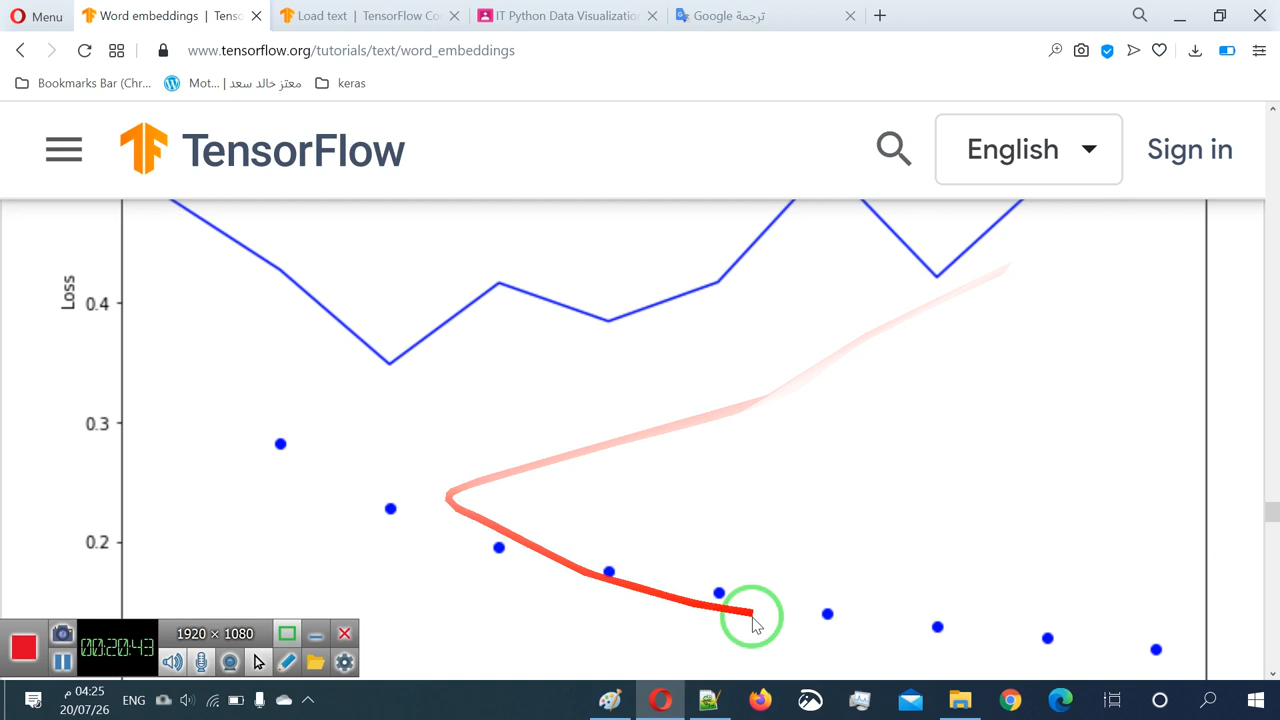 Menu
Word embeddings | Tenso
Load text | TensorFlow Co
IT Python Data Visualizatio
ترجمة Google
www.tensorflow.org/tutorials/text/word_embeddings
Bookmarks Bar (Chr...
Mot... | معتز خالد سعد
keras
TensorFlow
English
Sign in
Loss
0.4
0.3
0.2
00:20:43
1920 × 1080
04:25 م
20/07/26
ENG